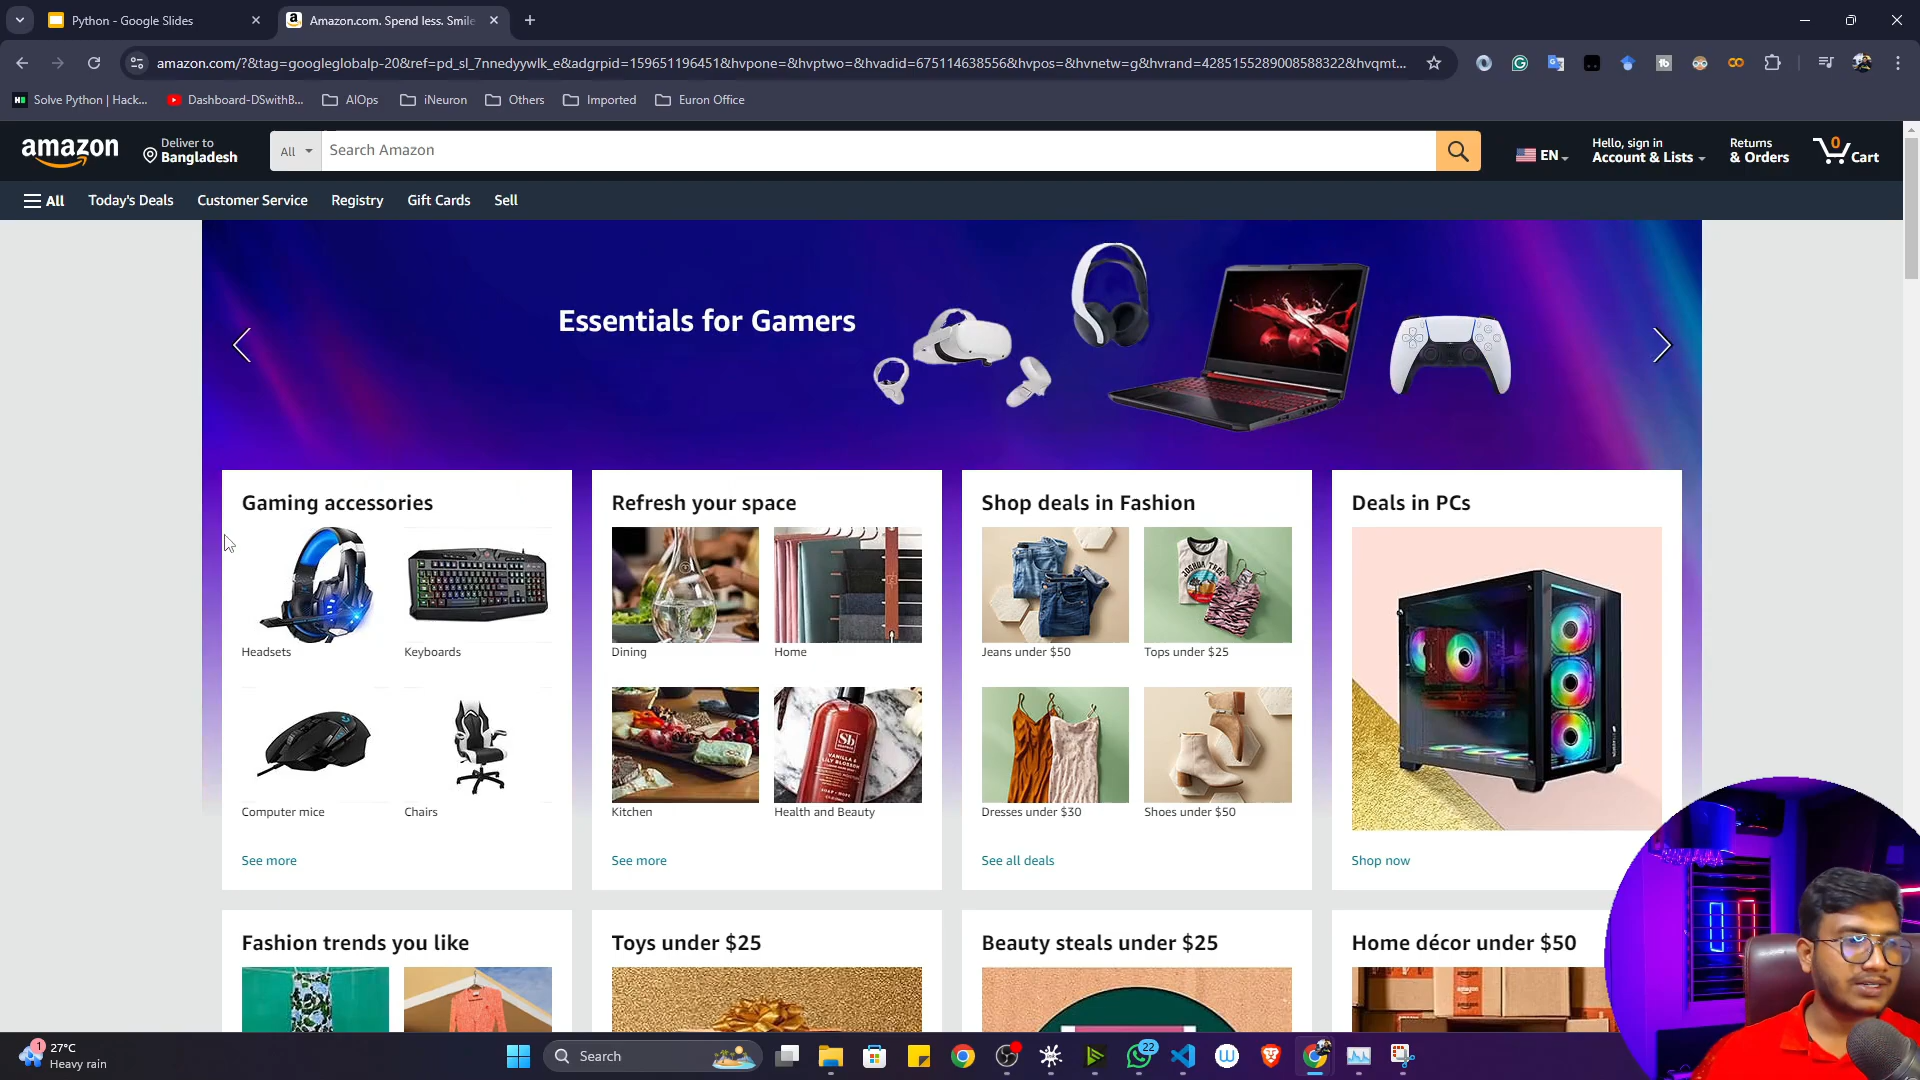 Python - Google Slides
Amazon.com. Spend less. Smile
amazon.com/?&tag=googleglobalp-20&ref=pd_sl_7nnedyywlk_e&adgrpid=159651196451&hvpone=&hvptwo=&hvadid=675114638556&hvpos=&hvnetw=g&hvrand=4285155289008588322&hvqmt...
Solve Python | Hack...
Dashboard-DSwithB...
AIOps
iNeuron
Others
Imported
Euron Office
amazon
Deliver to
Bangladesh
All
Search Amazon
EN
Hello, sign in
Account & Lists
Returns
& Orders
0
Cart
All
Today's Deals
Customer Service
Registry
Gift Cards
Sell
Essentials for Gamers
Gaming accessories
Headsets
Keyboards
Computer mice
Chairs
See more
Refresh your space
Dining
Home
Kitchen
Health and Beauty
See more
Shop deals in Fashion
JOSHUA TREE
Jeans under $50
Tops under $25
Dresses under $30
Shoes under $50
See all deals
Deals in PCs
Shop now
Fashion trends you like
Toys under $25
Beauty steals under $25
Home décor under $50
1
27°C
Heavy rain
Search
22